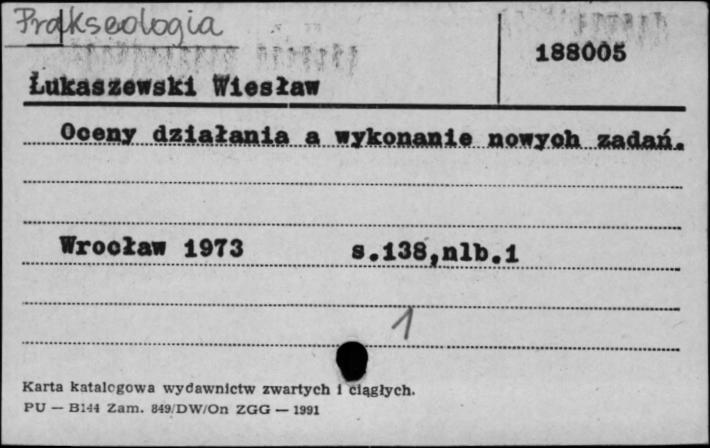 Prakseologia
188005
Łukaszewski Wiesław
Oceny działania a wykonanie nowych zadań.
Wrocław 1973 s.138,nlb.1
1
Karta katalogowa wydawnictw zwartych i ciągłych.
PU — B144 Zam. 849/DW/On ZGG — 1991